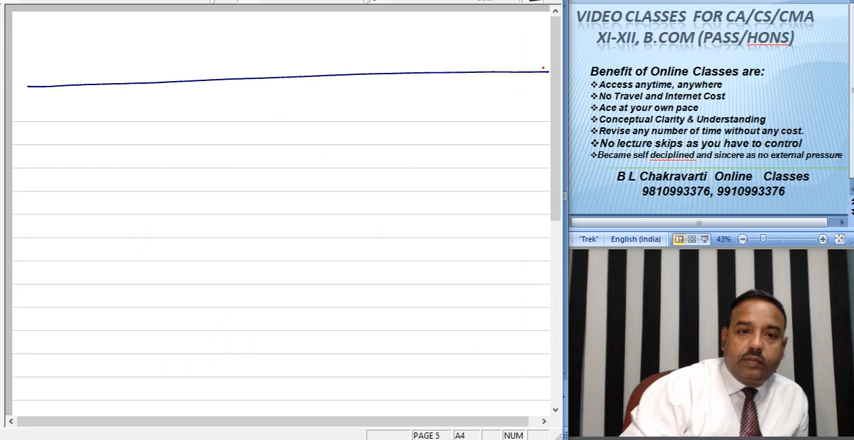 VIDEO CLASSES FOR CA/CS/CMA
XI-XII, B.COM (PASS/HONS)
Benefit of Online Classes are:
❖Access anytime, anywhere
❖No Travel and Internet Cost
❖Ace at your own pace
❖Conceptual Clarity & Understanding
❖Revise any number of time without any cost.
❖No lecture skips as you have to control
❖Became self deciplined and sincere as no external pressure
B L Chakravarti Online Classes
9810993376, 9910993376
"Trek" English (India) 43%
PAGE 5 A4 NUM